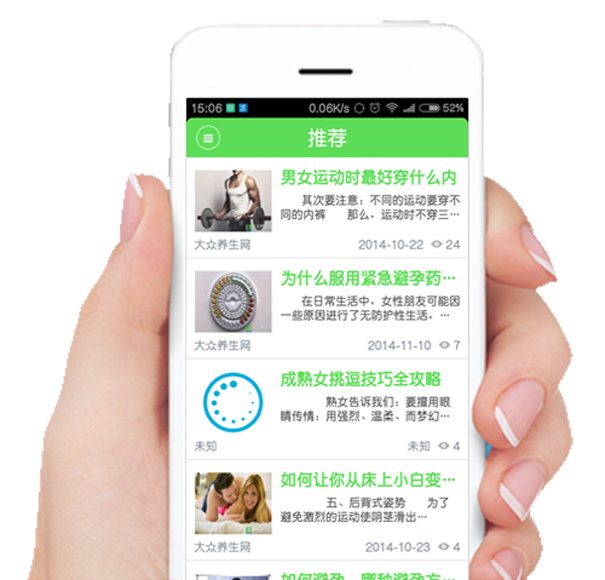 15:06 0.06K/s 52%
推荐
男女运动时最好穿什么内
其次要注意：不同的运动要穿不
同的内裤 那么，运动时不穿三…
大众养生网 2014-10-22 24
为什么服用紧急避孕药…
在日常生活中，女性朋友可能因
一些原因进行了无防护性生活，…
大众养生网 2014-11-10 7
成熟女挑逗技巧全攻略
熟女告诉我们：要擅用眼
睛传情：用强烈、温柔、而梦幻…
未知 未知 4
如何让你从床上小白变…
五、后背式姿势 为了
避免激烈的运动使阴茎滑出…
大众养生网 2014-10-23 4
如何避孕 哪种避孕方…